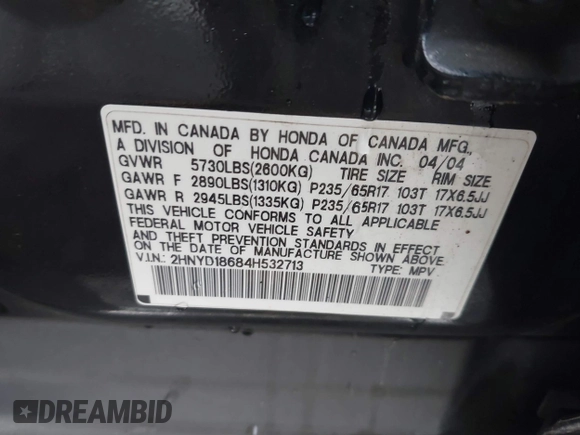 MFD. IN CANADA BY HONDA OF CANADA MFG.,
A DIVISION OF HONDA CANADA INC. 04/04
GVWR 5730LBS(2600KG) TIRE SIZE RIM SIZE
GAWR F 2890LBS(1310KG) P235/65R17 103T 17X6.5JJ
GAWR R 2945LBS(1335KG) P235/65R17 103T 17X6.5JJ
THIS VEHICLE CONFORMS TO ALL APPLICABLE
FEDERAL MOTOR VEHICLE SAFETY
AND THEFT PREVENTION STANDARDS IN EFFECT
ON THE DATE OF MANUFACTURE SHOWN ABOVE.
V.I.N.: 2HNYD18684H532713 TYPE: MPV
DREAMBID